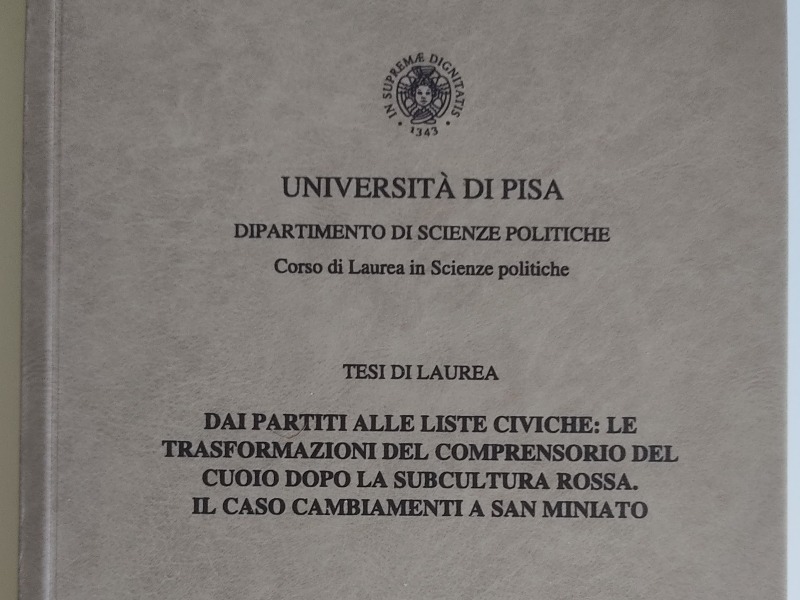 IN SUPREMÆ DIGNITATIS
1343
UNIVERSITÀ DI PISA
DIPARTIMENTO DI SCIENZE POLITICHE
Corso di Laurea in Scienze politiche
TESI DI LAUREA
DAI PARTITI ALLE LISTE CIVICHE: LE
TRASFORMAZIONI DEL COMPRENSORIO DEL
CUOIO DOPO LA SUBCULTURA ROSSA.
IL CASO CAMBIAMENTI A SAN MINIATO